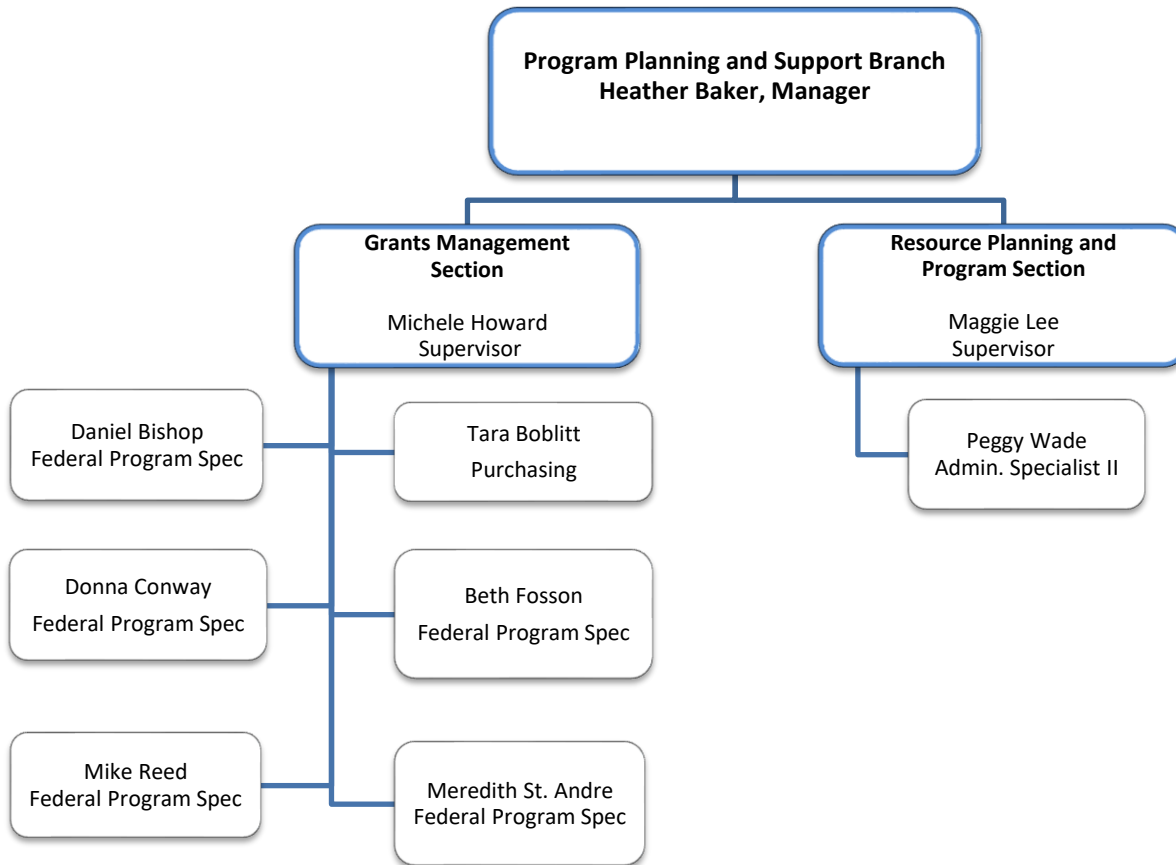 Program Planning and Support Branch
Heather Baker, Manager
Grants Management
Section
Michele Howard
Supervisor
Resource Planning and
Program Section
Maggie Lee
Supervisor
Daniel Bishop
Federal Program Spec
Tara Boblitt
Purchasing
Peggy Wade
Admin. Specialist II
Donna Conway
Federal Program Spec
Beth Fosson
Federal Program Spec
Mike Reed
Federal Program Spec
Meredith St. Andre
Federal Program Spec